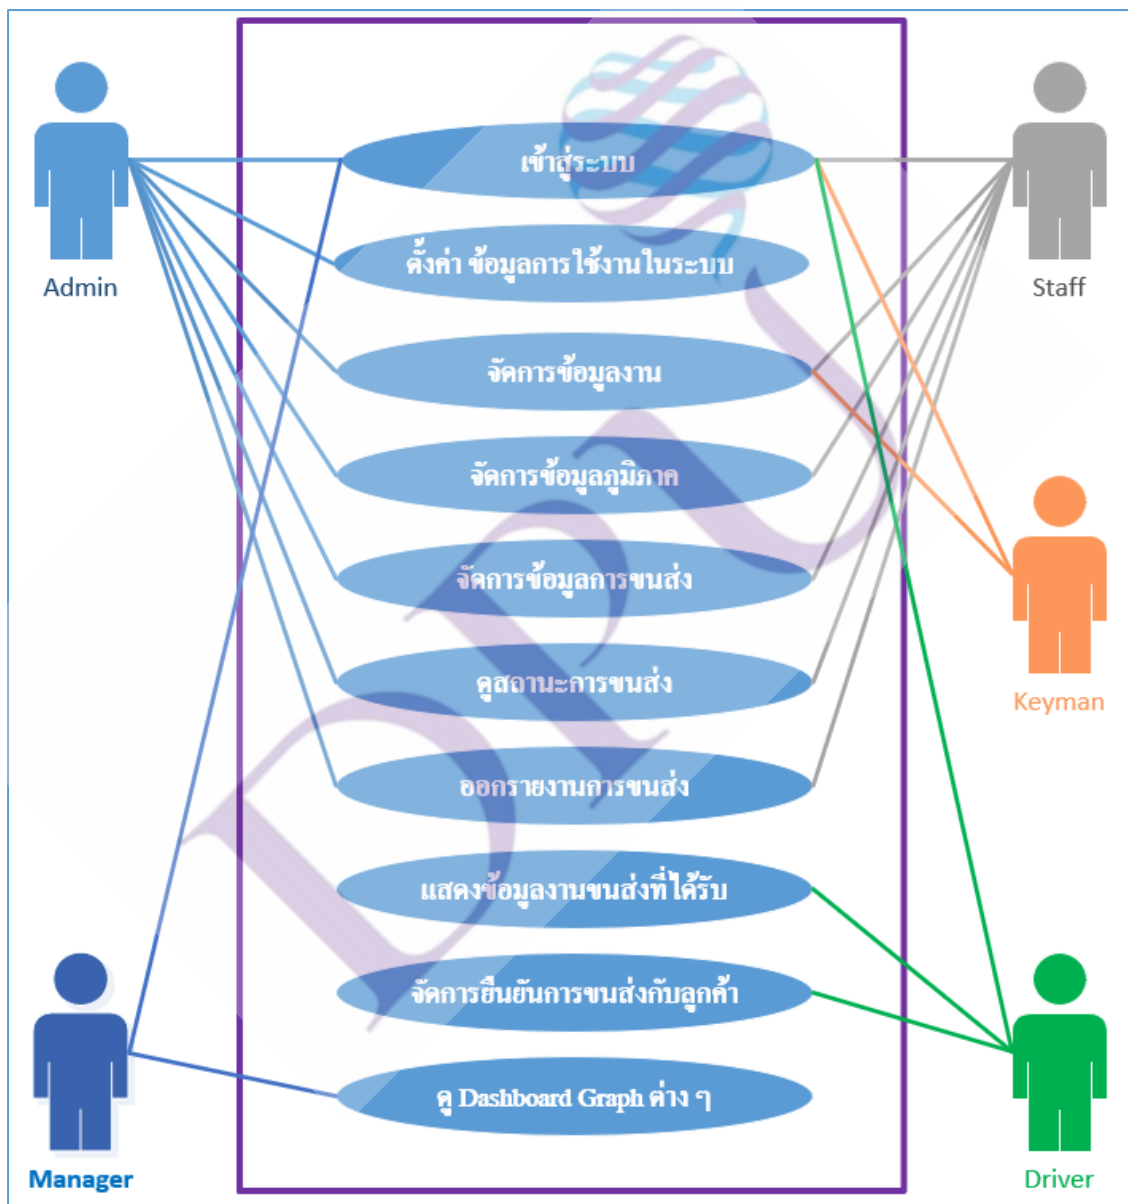 เข้าสู่ระบบ
ตั้งค่า ข้อมูลการใช้งานในระบบ
Admin
Staff
จัดการข้อมูลงาน
จัดการข้อมูลภูมิภาค
จัดการข้อมูลการขนส่ง
ดูสถานะการขนส่ง
Keyman
ออกรายงานการขนส่ง
แสดงข้อมูลงานขนส่งที่ได้รับ
จัดการยืนยันการขนส่งกับลูกค้า
ดู Dashboard Graph ต่าง ๆ
Manager
Driver
DPU